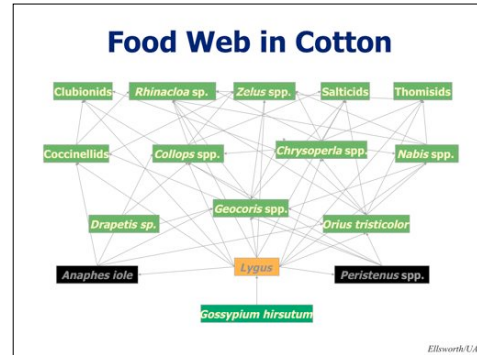 Food Web in Cotton
Clubionids Rhinacloa sp. Zelus spp. Salticids Thomisids
Coccinellids Collops spp. Chrysoperla spp. Nabis spp.
Geocoris spp.
Drapetis sp. Orius tristicolor
Anaphes iole Lygus Peristenus spp.
Gossypium hirsutum
Ellsworth/UA